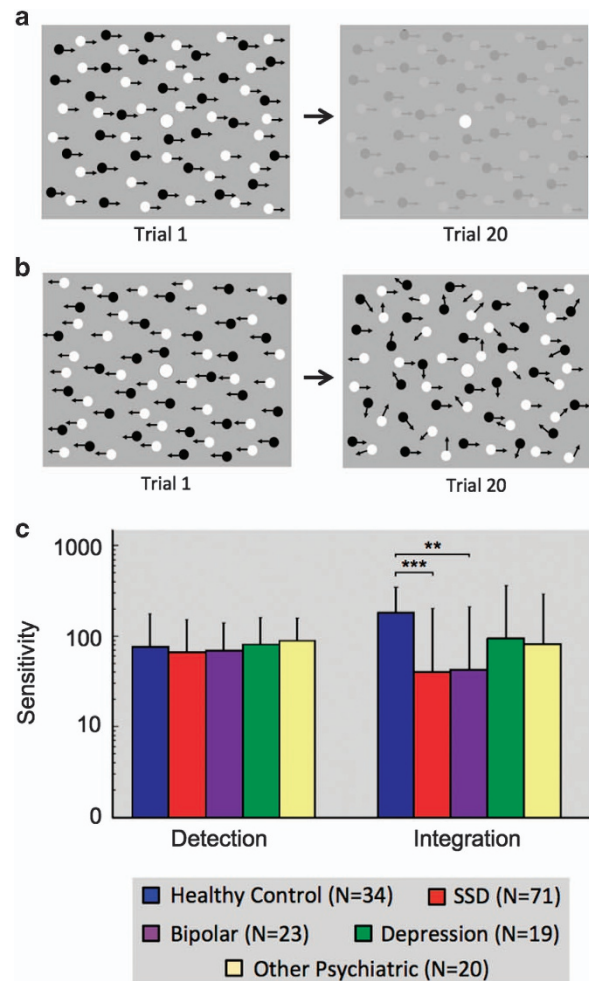 a
Trial 1
Trial 20
b
Trial 1
Trial 20
c
1000
100
10
0
Sensitivity
**
***
Detection
Integration
Healthy Control (N=34)
SSD (N=71)
Bipolar (N=23)
Depression (N=19)
Other Psychiatric (N=20)